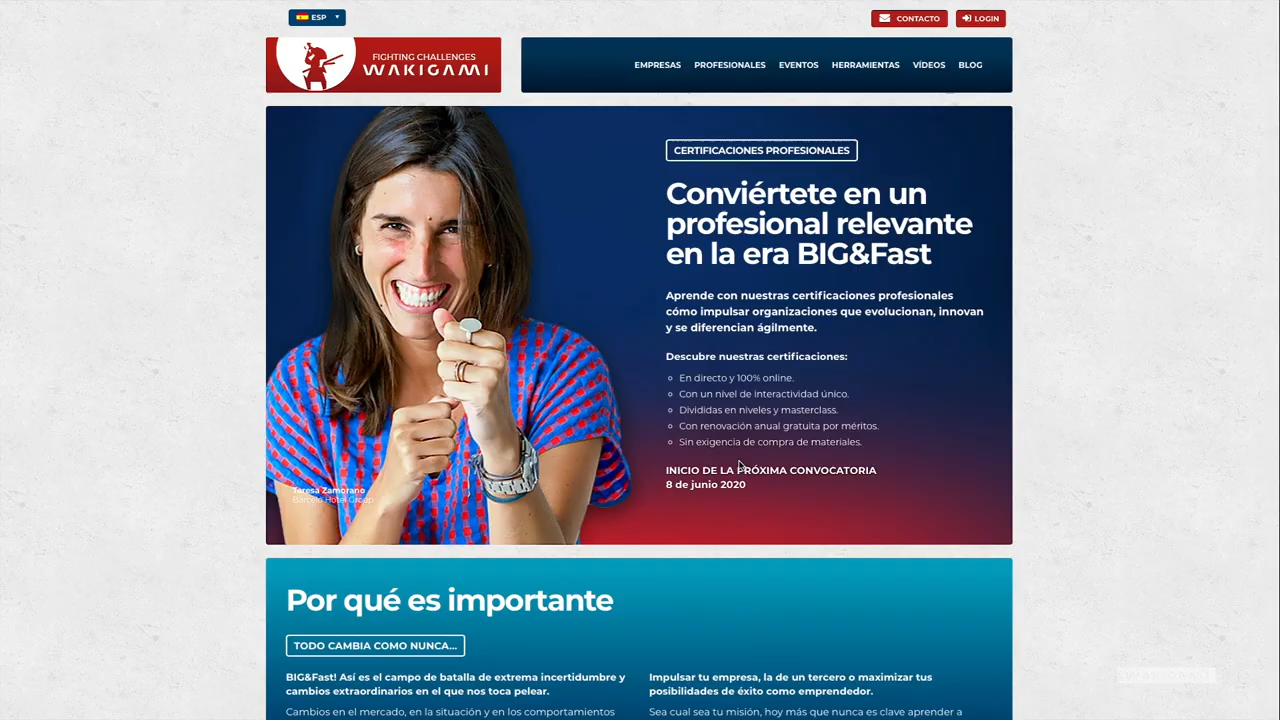 ESP
CONTACTO
LOGIN
FIGHTING CHALLENGES
WAKIGAMI
EMPRESAS PROFESIONALES EVENTOS HERRAMIENTAS VÍDEOS BLOG
CERTIFICACIONES PROFESIONALES
Conviértete en un
profesional relevante
en la era BIG&Fast
Aprende con nuestras certificaciones profesionales
cómo impulsar organizaciones que evolucionan, innovan
y se diferencian ágilmente.
Descubre nuestras certificaciones:
En directo y 100% online.
Con un nivel de interactividad único.
Divididas en niveles y masterclass.
Con renovación anual gratuita por méritos.
Sin exigencia de compra de materiales.
INICIO DE LA PRÓXIMA CONVOCATORIA
8 de junio 2020
Teresa Zamorano
Barceló Hotel Group
Por qué es importante
TODO CAMBIA COMO NUNCA...
BIG&Fast! Así es el campo de batalla de extrema incertidumbre y
cambios extraordinarios en el que nos toca pelear.
Cambios en el mercado, en la situación y en los comportamientos
Impulsar tu empresa, la de un tercero o maximizar tus
posibilidades de éxito como emprendedor.
Sea cual sea tu misión, hoy más que nunca es clave aprender a